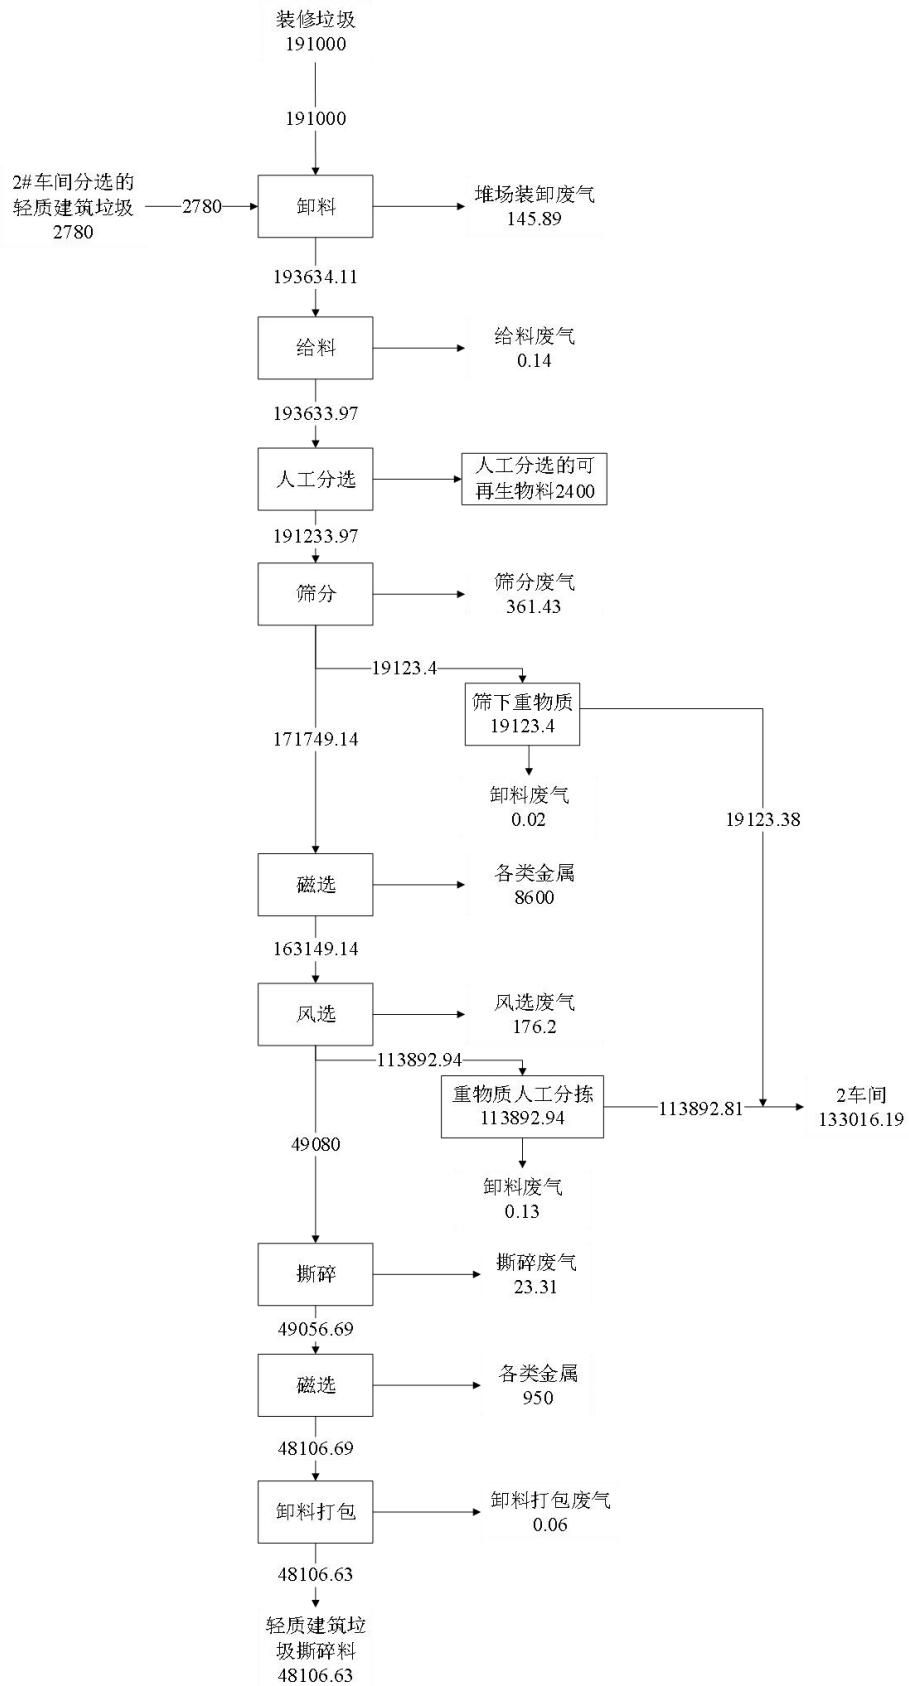 装修垃圾
191000
191000
2#车间分选的
轻质建筑垃圾
2780
2780
卸料
堆场装卸废气
145.89
193634.11
给料
给料废气
0.14
193633.97
人工分选
人工分选的可
再生物料2400
191233.97
筛分
筛分废气
361.43
19123.4
筛下重物质
19123.4
171749.14
卸料废气
0.02
19123.38
磁选
各类金属
8600
163149.14
风选
风选废气
176.2
113892.94
重物质人工分拣
113892.94
113892.81
2车间
133016.19
49080
卸料废气
0.13
撕碎
撕碎废气
23.31
49056.69
磁选
各类金属
950
48106.69
卸料打包
卸料打包废气
0.06
48106.63
轻质建筑垃
圾撕碎料
48106.63